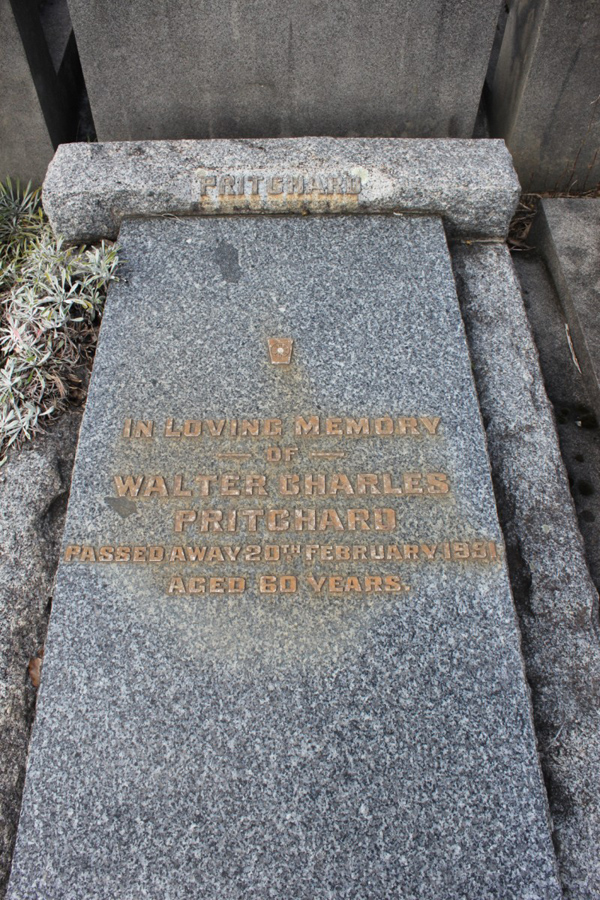 PRITCHARD
IN LOVING MEMORY
— OF —
WALTER CHARLES
PRITCHARD
PASSED AWAY 20TH FEBRUARY 1931
AGED 60 YEARS.